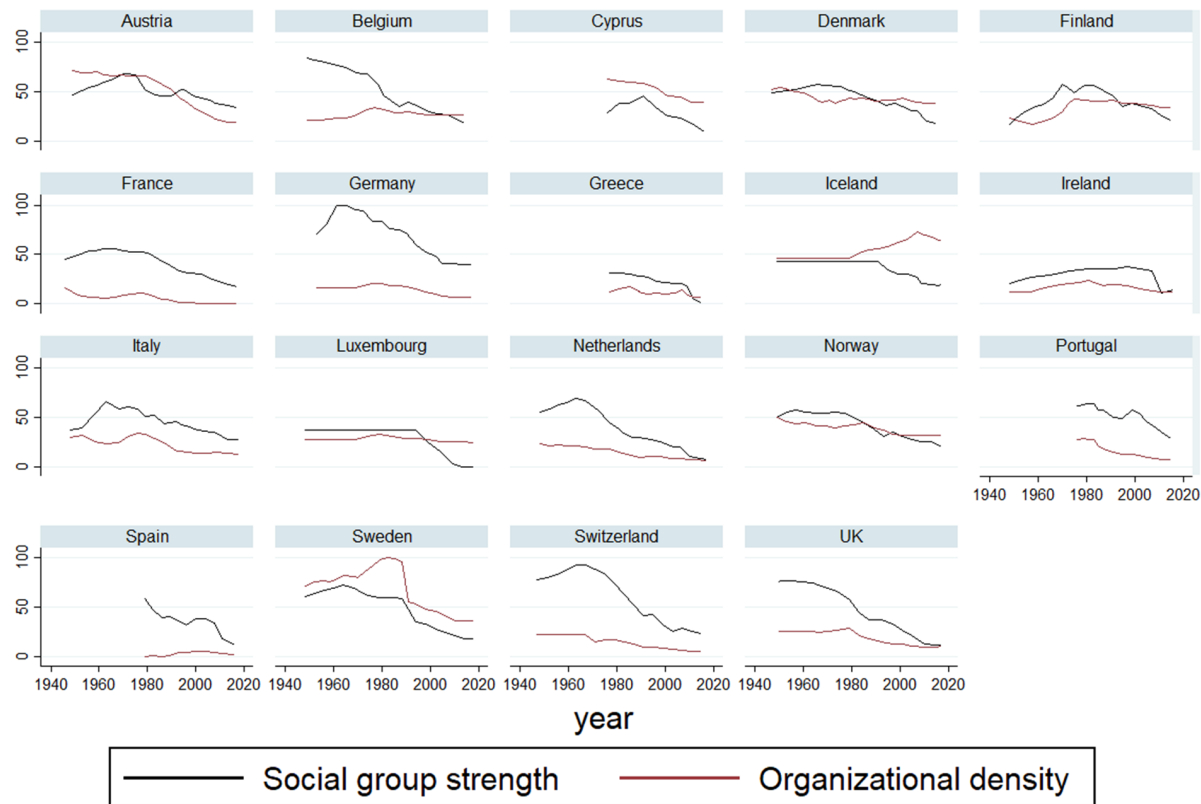 Austria Belgium Cyprus Denmark Finland
100
50
0
France Germany Greece Iceland Ireland
100
50
0
Italy Luxembourg Netherlands Norway Portugal
100
50
0
1940 1960 1980 2000 2020
Spain Sweden Switzerland UK
100
50
0
1940 1960 1980 2000 2020 1940 1960 1980 2000 2020 1940 1960 1980 2000 2020 1940 1960 1980 2000 2020
year
Social group strength Organizational density